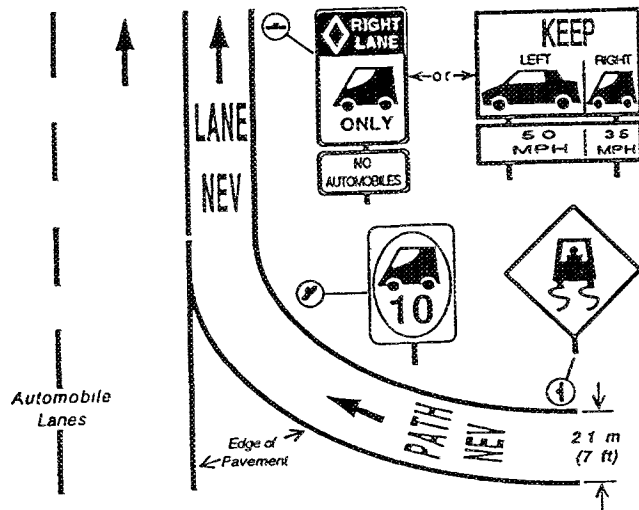 RIGHT
LANE
ONLY
NO
AUTOMOBILES
or
KEEP
LEFT
RIGHT
50
MPH
35
MPH
LANE
NEV
10
Automobile
Lanes
Edge of
Pavement
PATH
NEV
2.1 m
(7 ft)